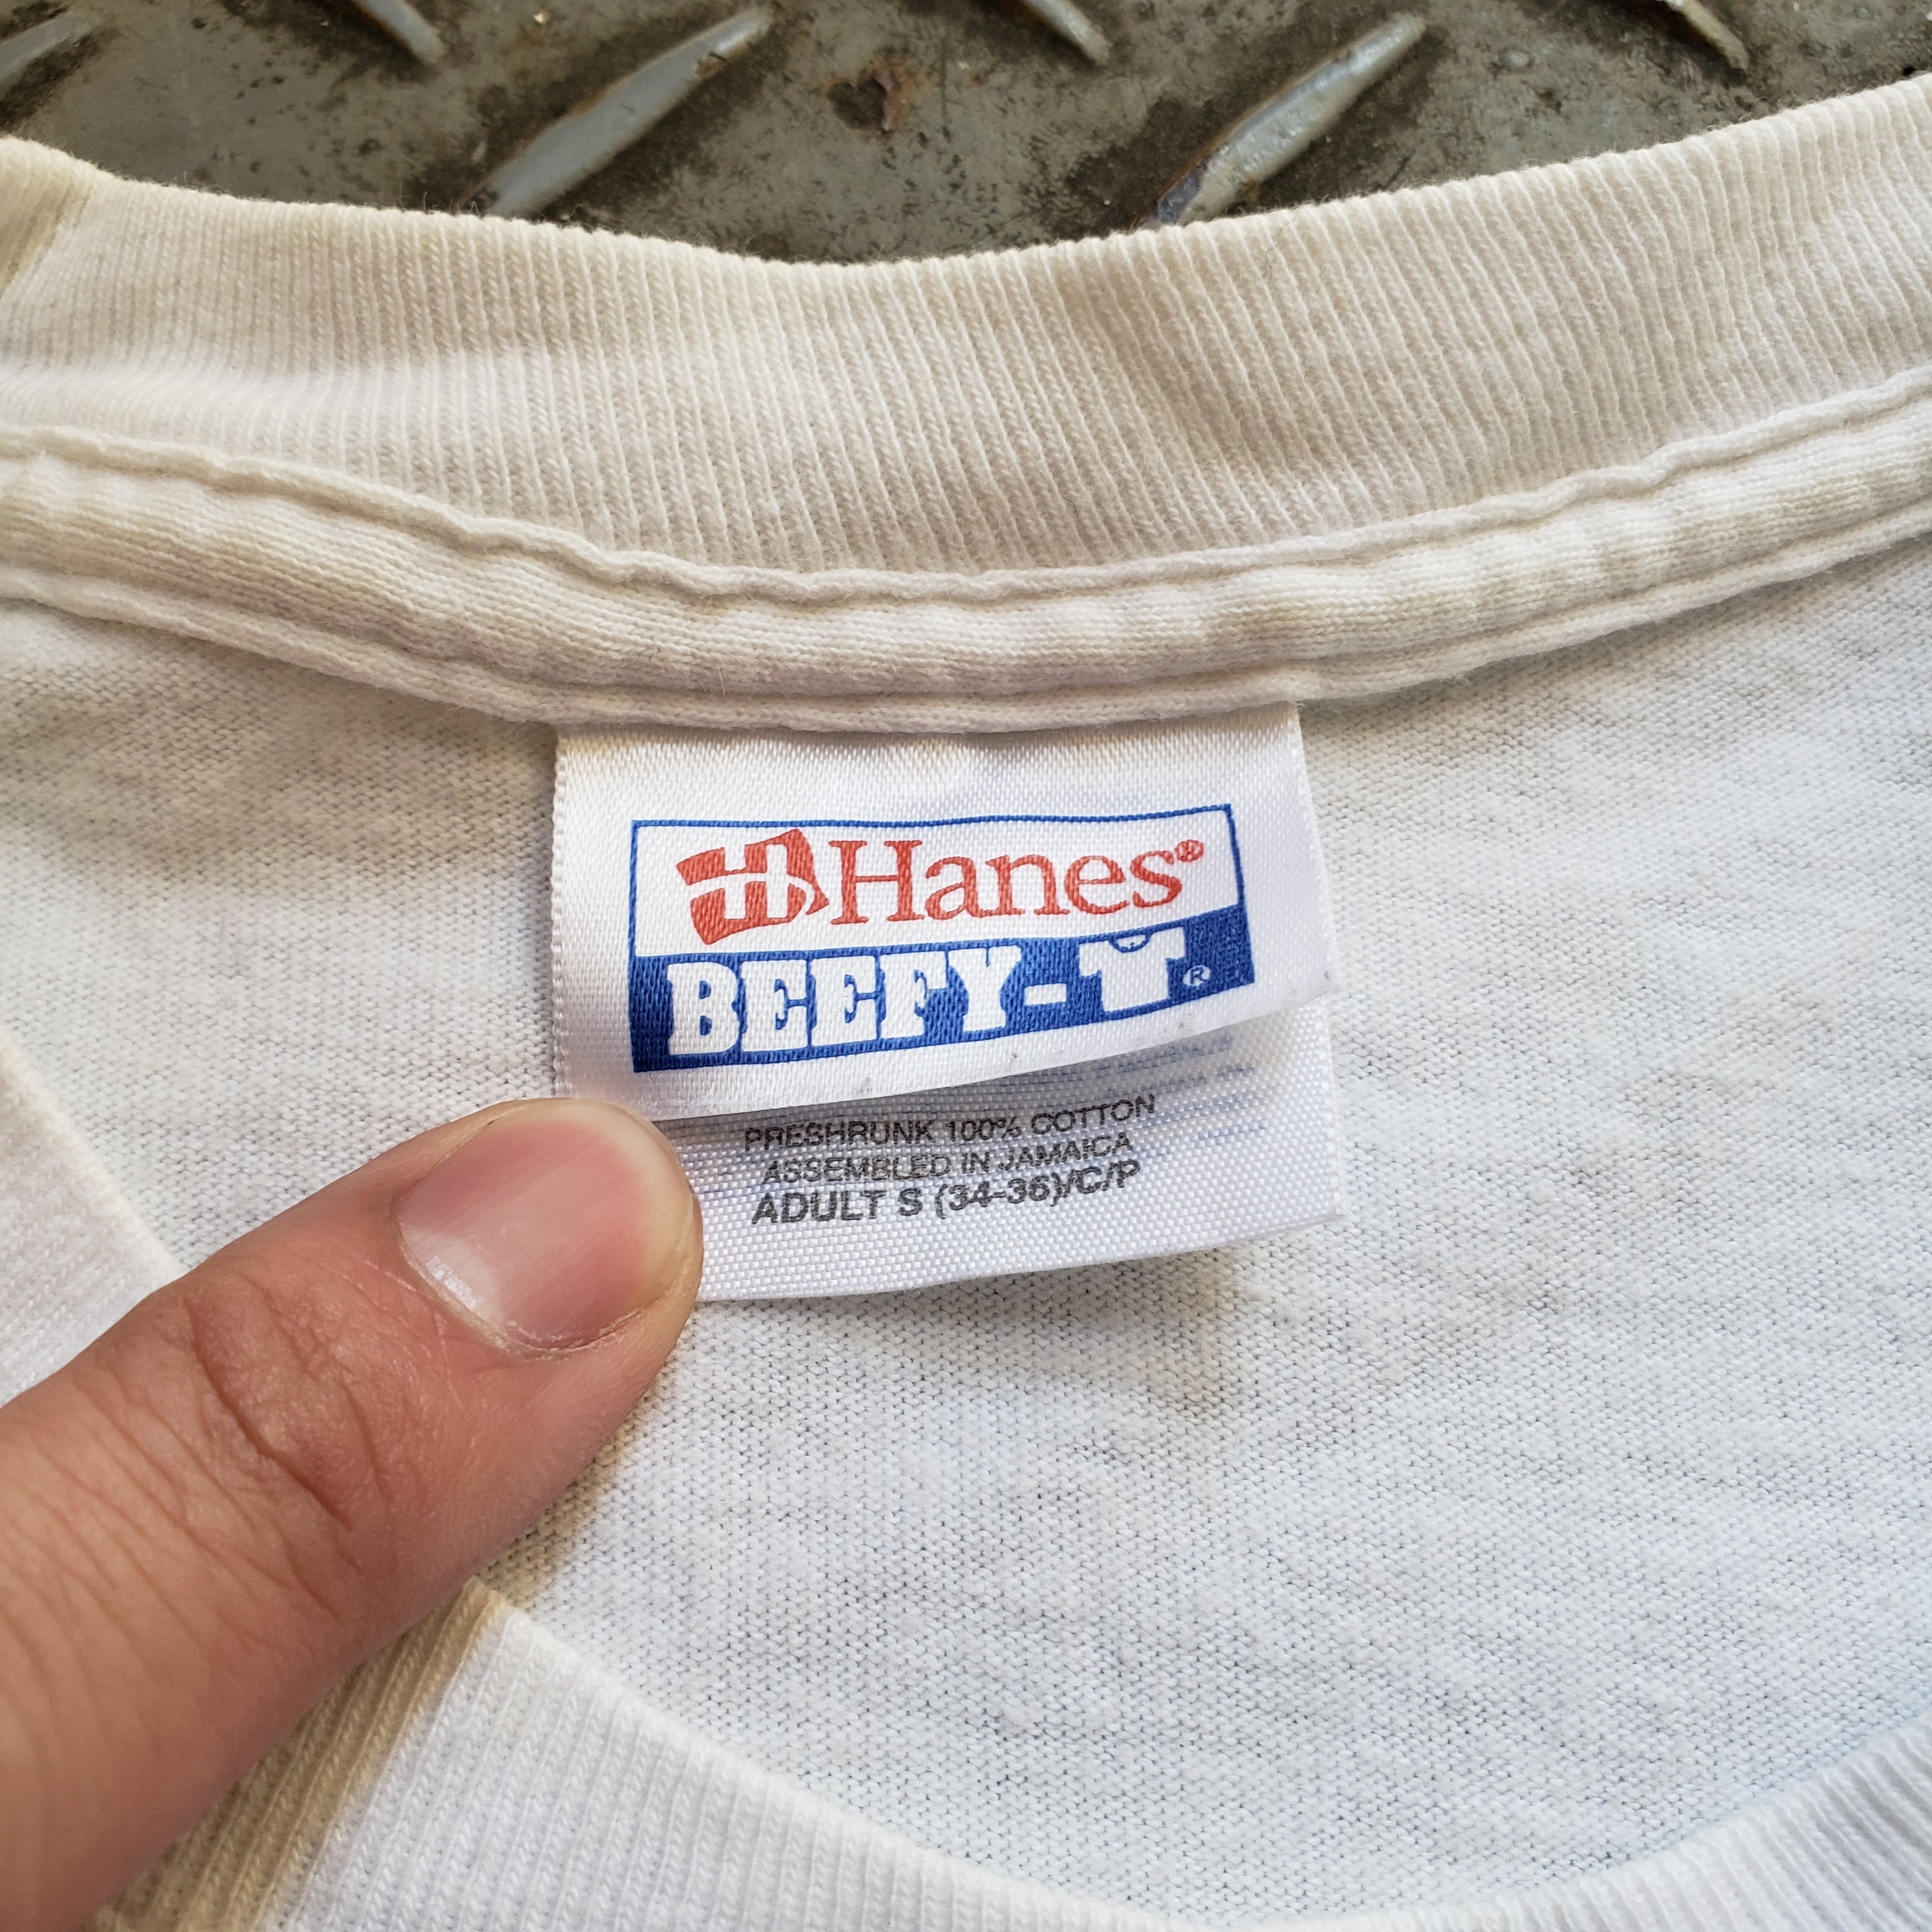 H Hanes®
BEEFY-T®
PRESHRUNK 100% COTTON
ASSEMBLED IN JAMAICA
ADULT S (34-36)/C/P